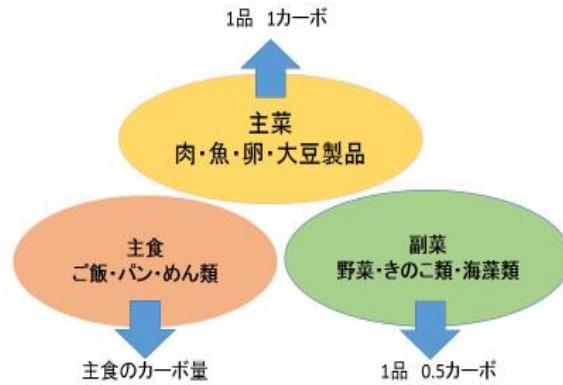 1品 1カーボ
主菜
肉・魚・卵・大豆製品
主食
ご飯・パン・めん類
副菜
野菜・きのこ類・海藻類
主食のカーボ量
1品 0.5カーボ